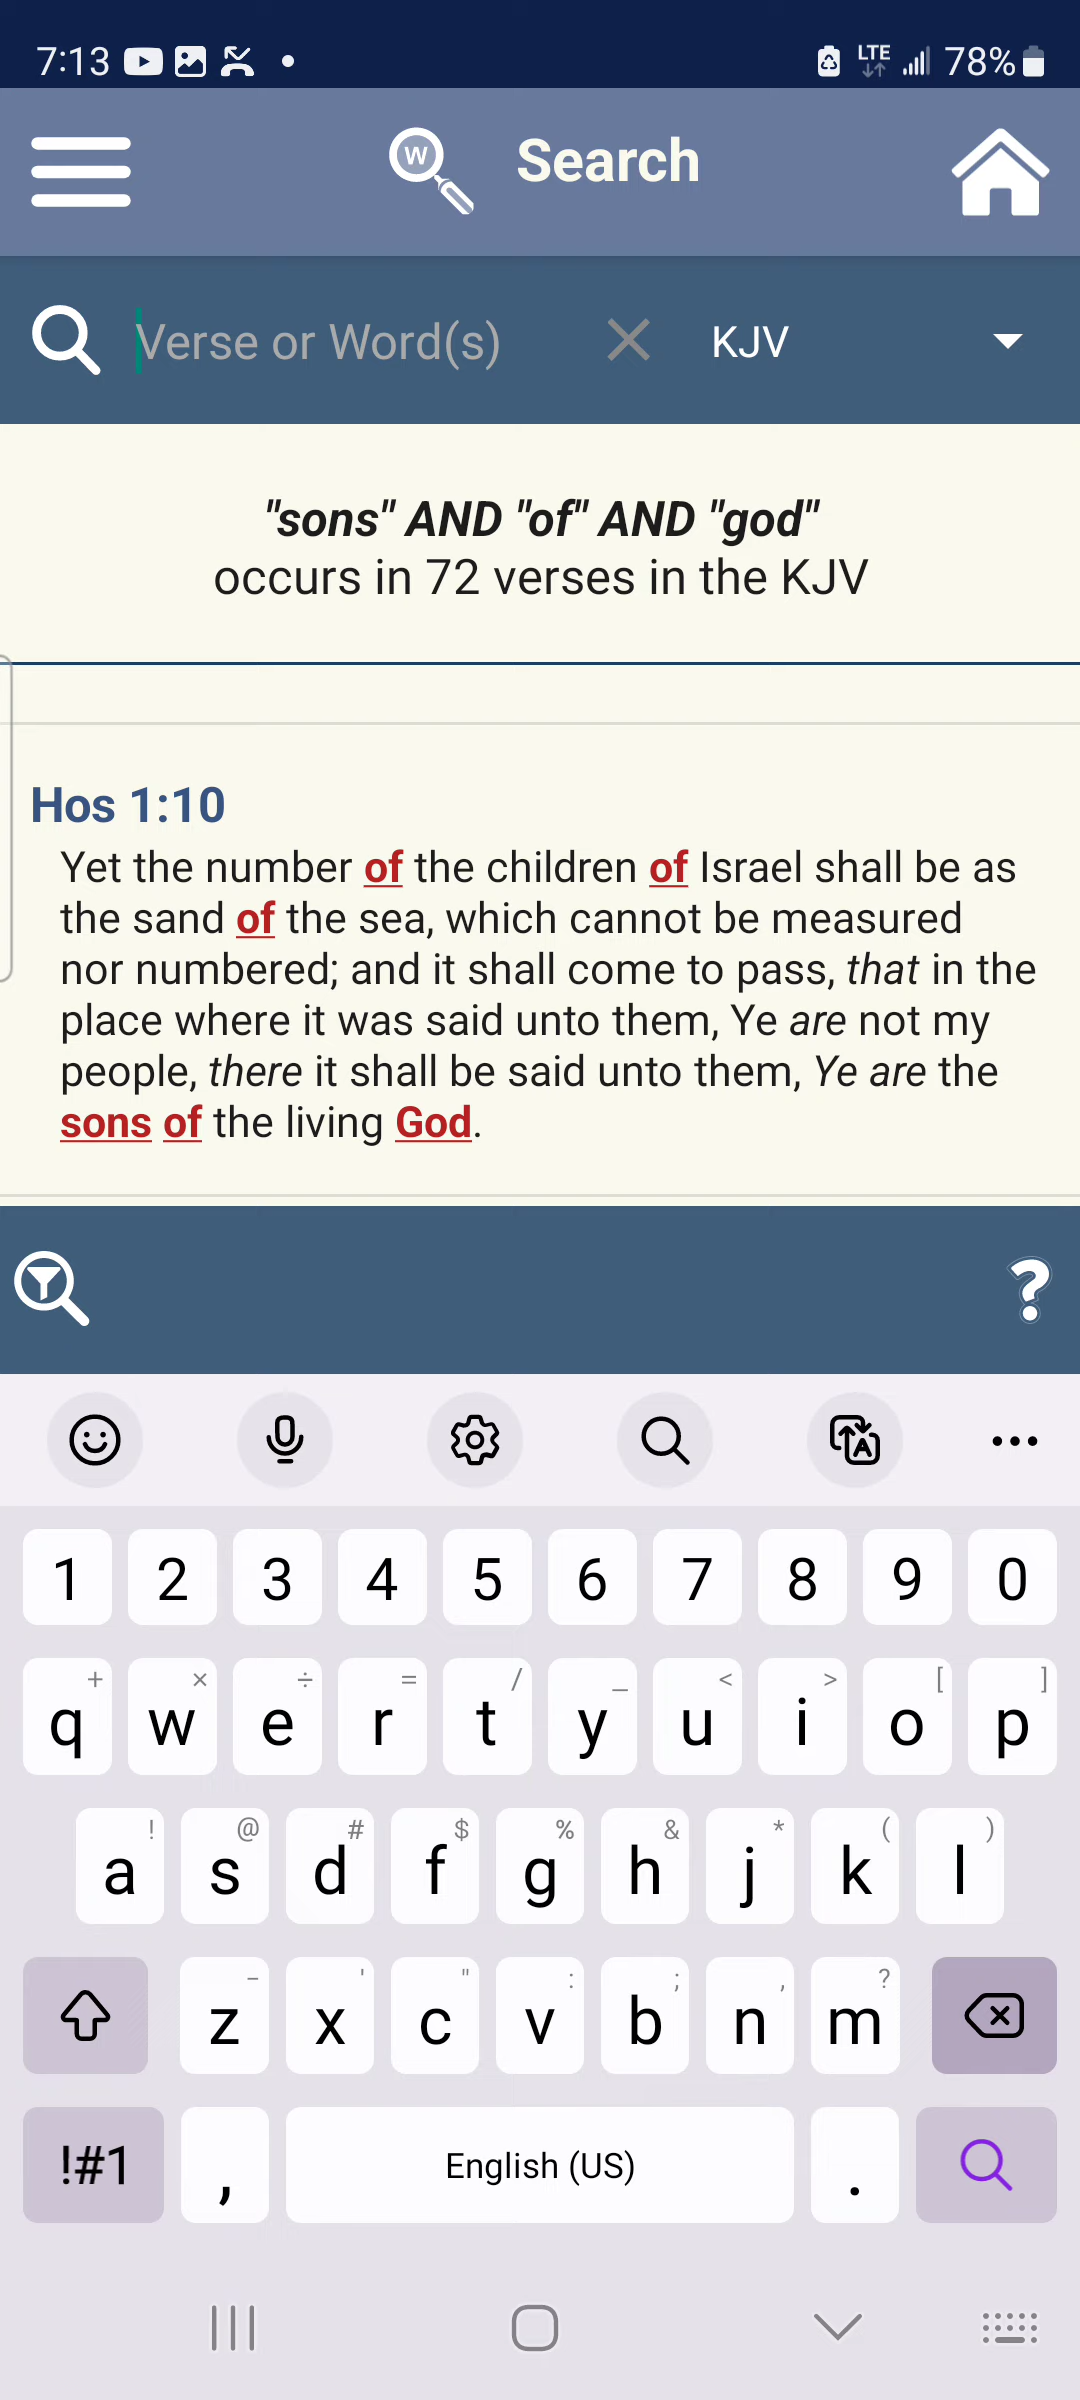 7:13 LTE 78%
W Search
Verse or Word(s) KJV
"sons" AND "of" AND "god"
occurs in 72 verses in the KJV
Hos 1:10
Yet the number of the children of Israel shall be as
the sand of the sea, which cannot be measured
nor numbered; and it shall come to pass, that in the
place where it was said unto them, Ye are not my
people, there it shall be said unto them, Ye are the
sons of the living God.
?
1 2 3 4 5 6 7 8 9 0
+ × ÷ = / _ < > [ ]
q w e r t y u i o p
! @ # $ % & * ( )
a s d f g h j k l
- ' " : ; , ?
z x c v b n m
!#1 , English (US) .